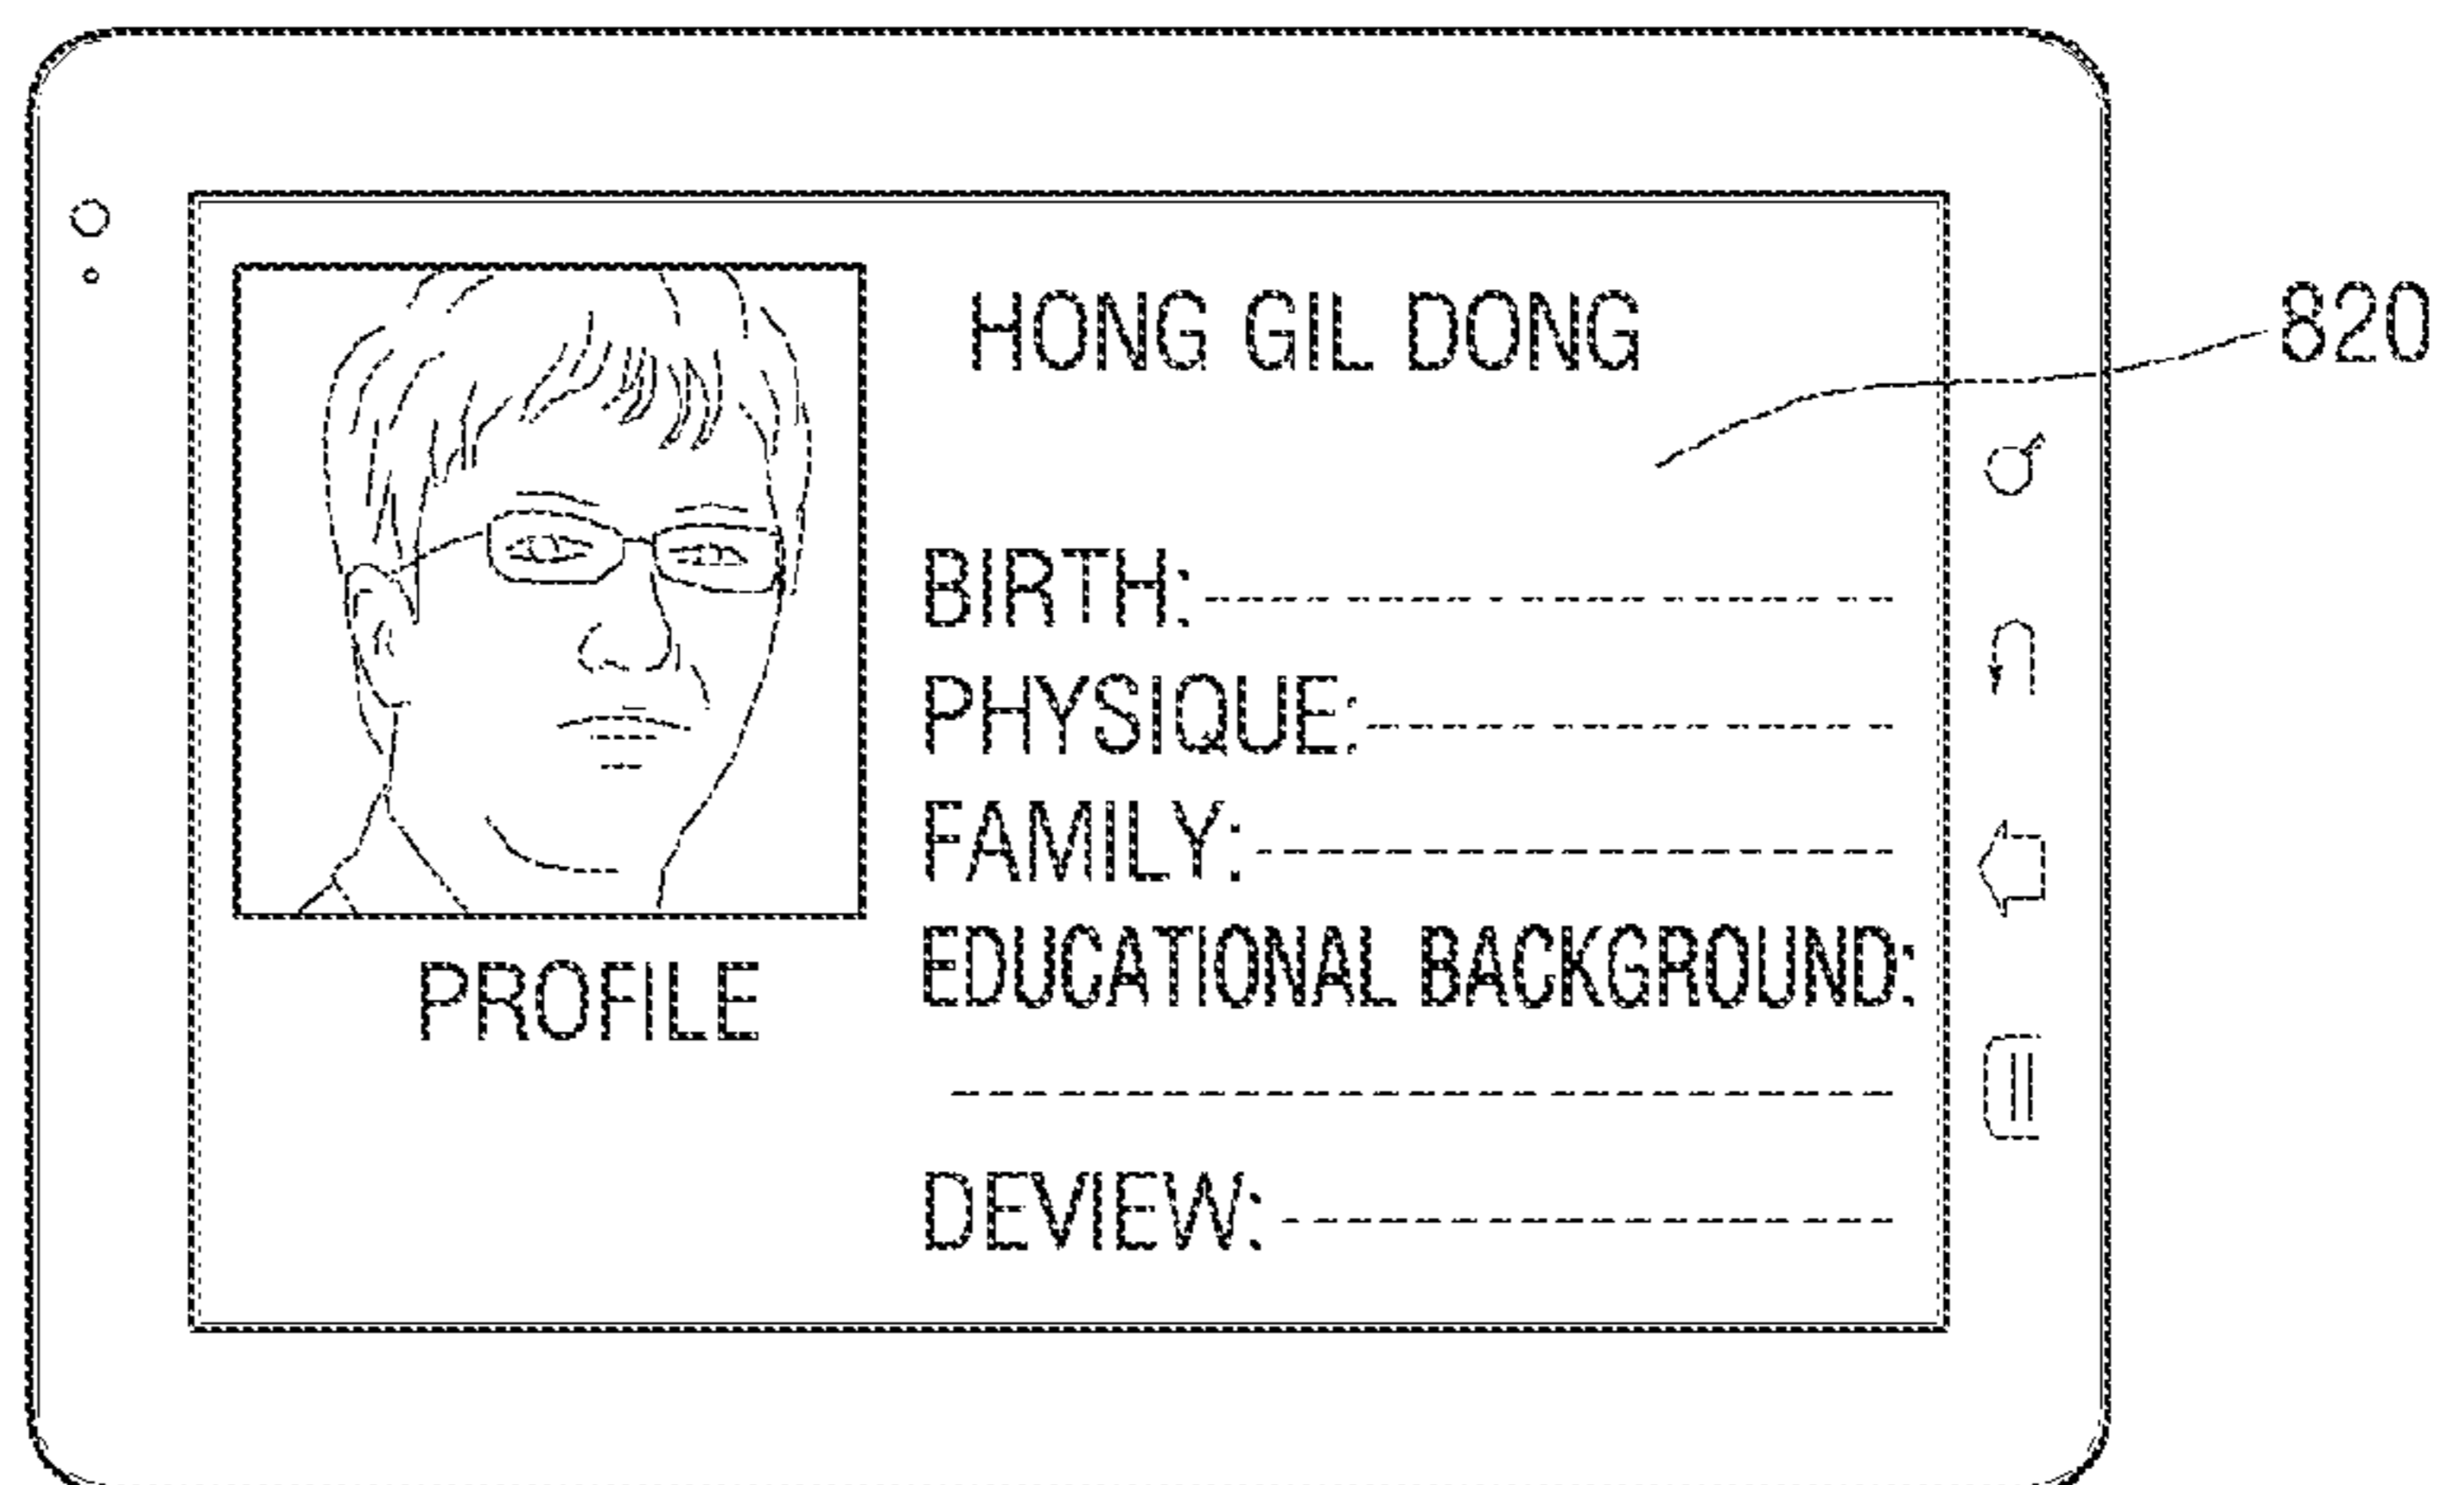 HONG GIL DONG
820
BIRTH:
PHYSIQUE:
FAMILY:
EDUCATIONAL BACKGROUND:
PROFILE
DEVIEW: